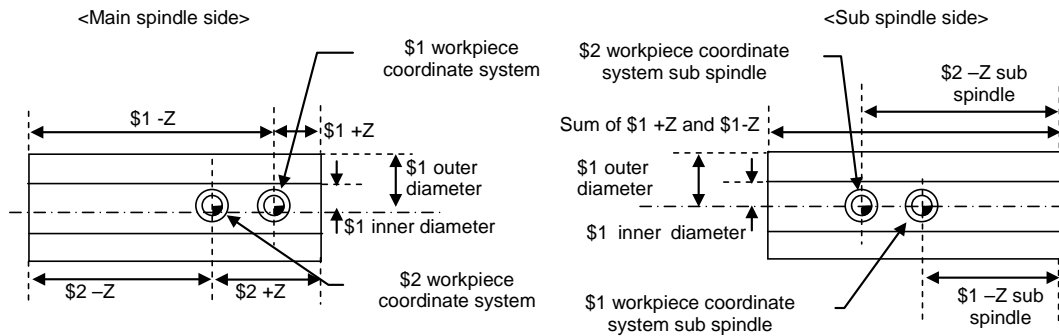 <Main spindle side>
$1 workpiece
coordinate system
$1 -Z
$1 +Z
$1 outer
diameter
$1 inner diameter
$2 –Z
$2 +Z
$2 workpiece
coordinate system
<Sub spindle side>
$2 workpiece coordinate
system sub spindle
$2 –Z sub
spindle
Sum of $1 +Z and $1-Z
$1 outer
diameter
$1 inner diameter
$1 workpiece coordinate
system sub spindle
$1 –Z sub
spindle